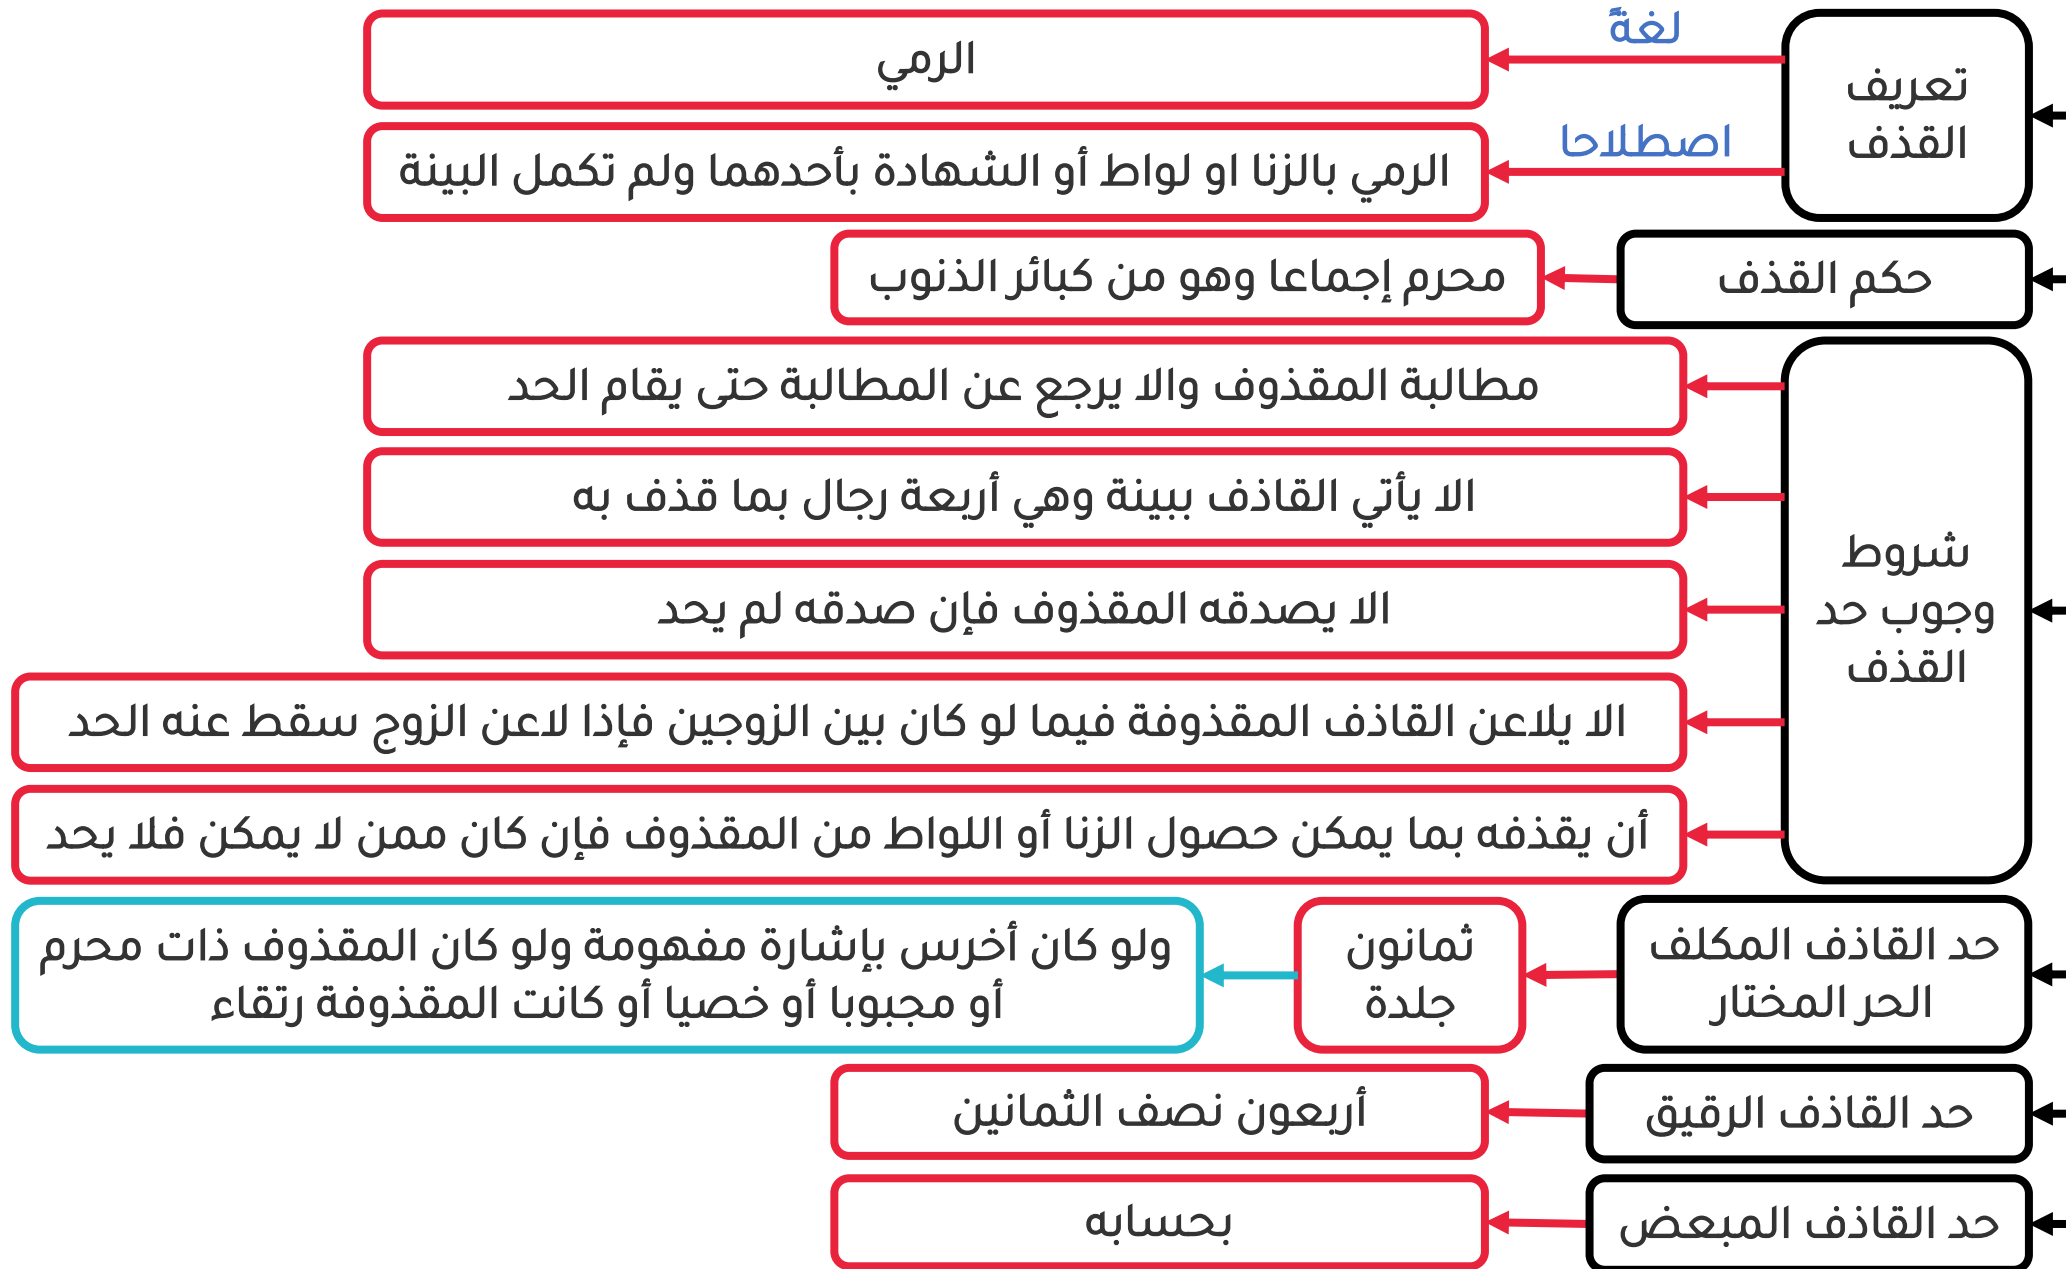 تعريف
القذف
لغةً
الرمي
اصطلاحا
الرمي بالزنا او لواط أو الشهادة بأحدهما ولم تكمل البينة
حكم القذف
محرم إجماعا وهو من كبائر الذنوب
شروط
وجوب حد
القذف
مطالبة المقذوف والا يرجع عن المطالبة حتى يقام الحد
الا يأتي القاذف ببينة وهي أربعة رجال بما قذف به
الا يصدقه المقذوف فإن صدقه لم يحد
الا يلاعن القاذف المقذوفة فيما لو كان بين الزوجين فإذا لاعن الزوج سقط عنه الحد
أن يقذفه بما يمكن حصول الزنا أو اللواط من المقذوف فإن كان ممن لا يمكن فلا يحد
حد القاذف المكلف
الحر المختار
ثمانون
جلدة
ولو كان أخرس بإشارة مفهومة ولو كان المقذوف ذات محرم
أو مجبوبا أو خصيا أو كانت المقذوفة رتقاء
حد القاذف الرقيق
أربعون نصف الثمانين
حد القاذف المبعض
بحسابه